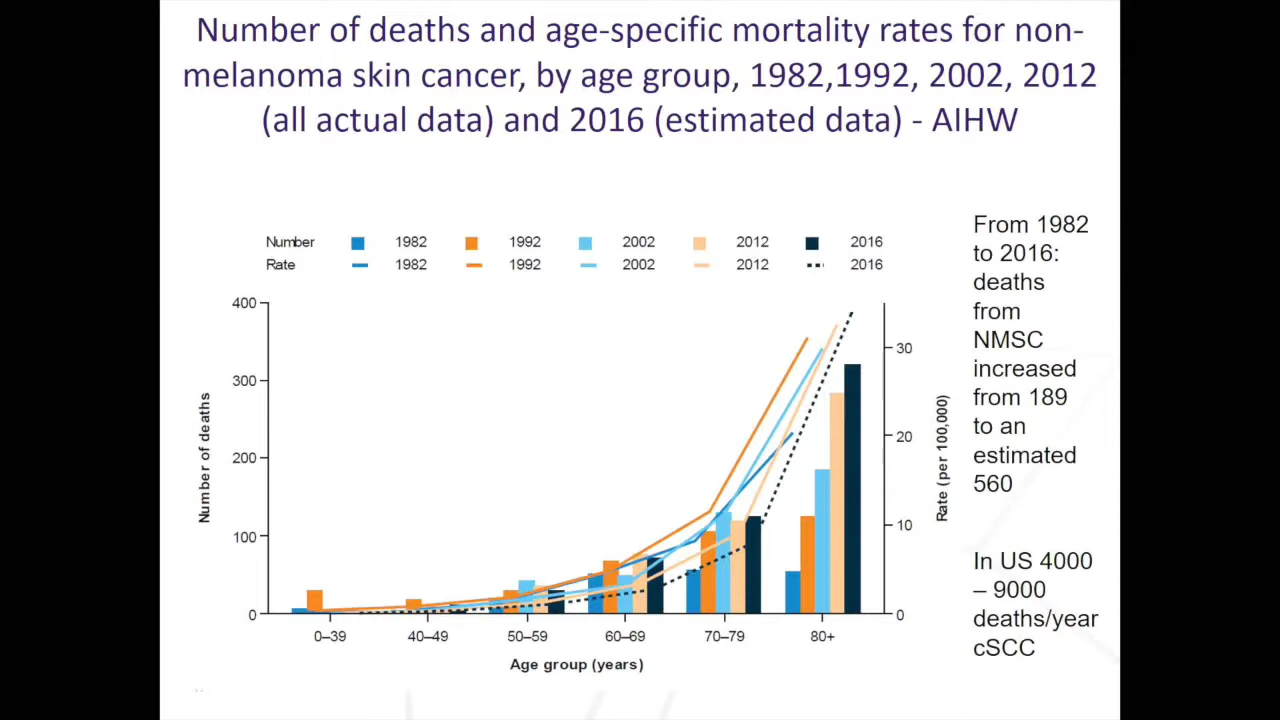 Number of deaths and age-specific mortality rates for non-
melanoma skin cancer, by age group, 1982,1992, 2002, 2012
(all actual data) and 2016 (estimated data) - AIHW
Number 1982 1992 2002 2012 2016
Rate 1982 1992 2002 2012 2016
Number of deaths
400
300
200
100
0
30
20
10
0
Rate (per 100,000)
0–39 40–49 50–59 60–69 70–79 80+
Age group (years)
From 1982
to 2016:
deaths
from
NMSC
increased
from 189
to an
estimated
560
In US 4000
– 9000
deaths/year
cSCC